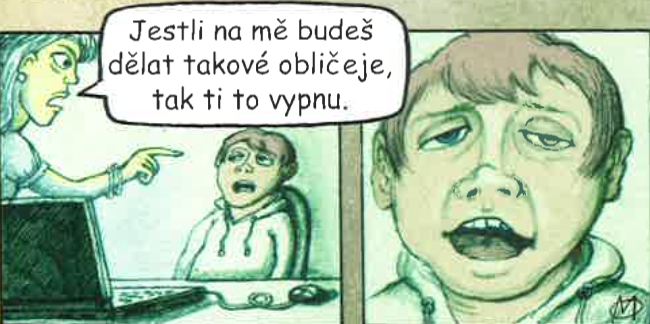 Jestli na mě budeš
dělat takové obličeje,
tak ti to vypnu.